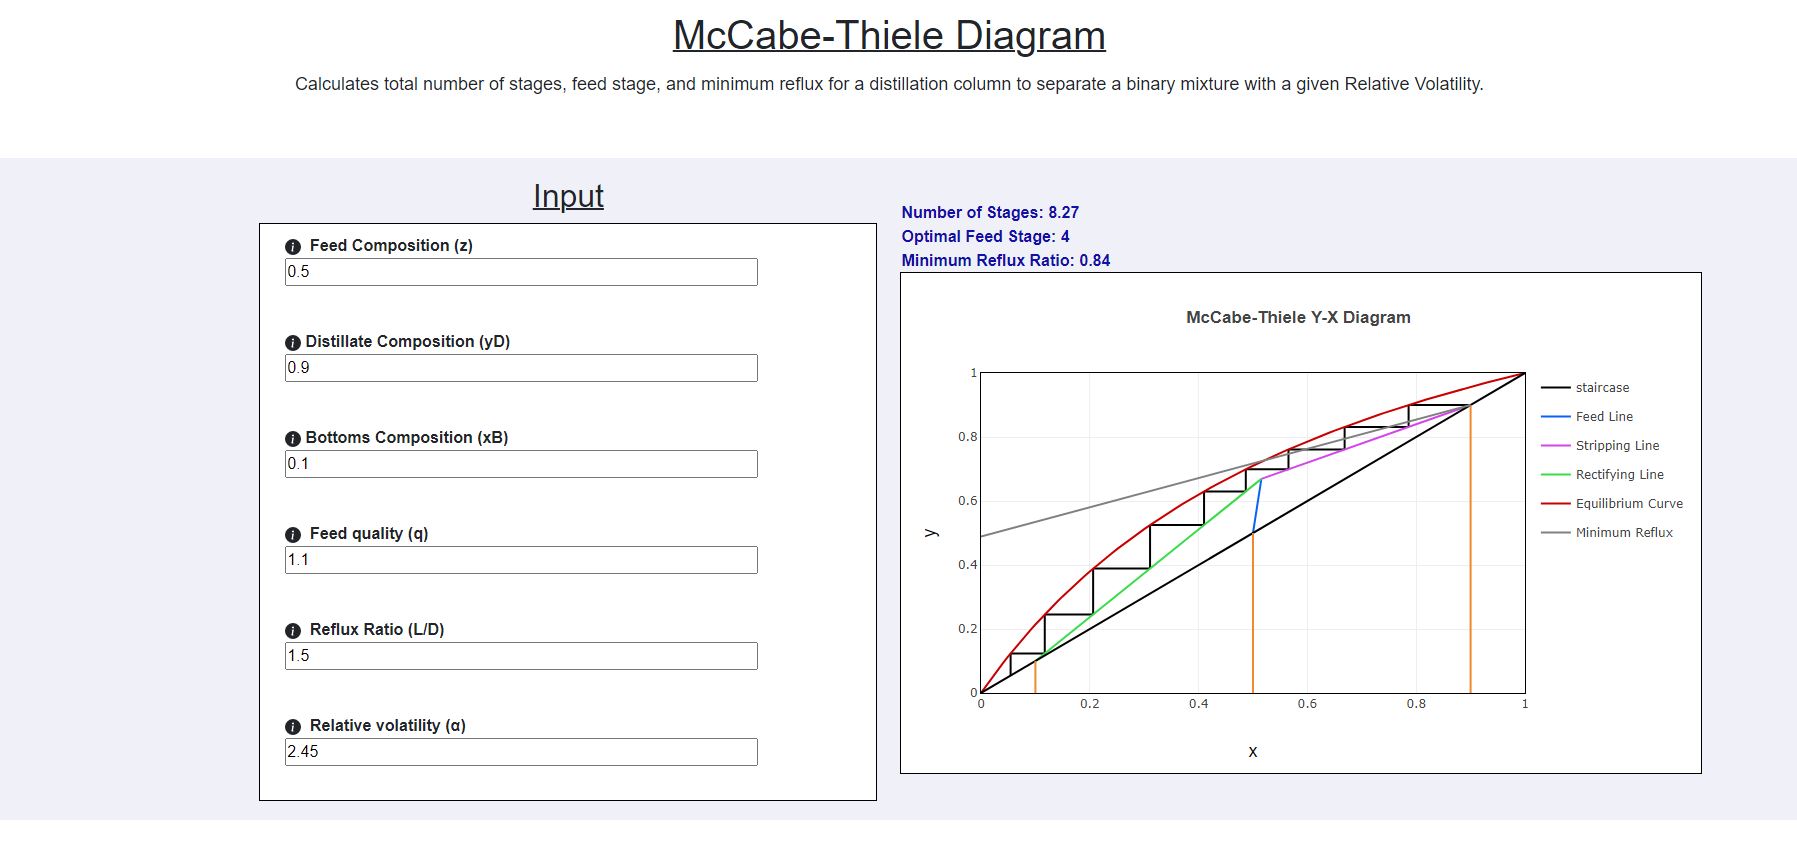 McCabe-Thiele Diagram
Calculates total number of stages, feed stage, and minimum reflux for a distillation column to separate a binary mixture with a given Relative Volatility.
Input
i Feed Composition (z)
0.5
i Distillate Composition (yD)
0.9
i Bottoms Composition (xB)
0.1
i Feed quality (q)
1.1
i Reflux Ratio (L/D)
1.5
i Relative volatility (α)
2.45
Number of Stages: 8.27
Optimal Feed Stage: 4
Minimum Reflux Ratio: 0.84
McCabe-Thiele Y-X Diagram
1
0.8
0.6
0.4
0.2
0
y
0 0.2 0.4 0.6 0.8 1
x
staircase
Feed Line
Stripping Line
Rectifying Line
Equilibrium Curve
Minimum Reflux